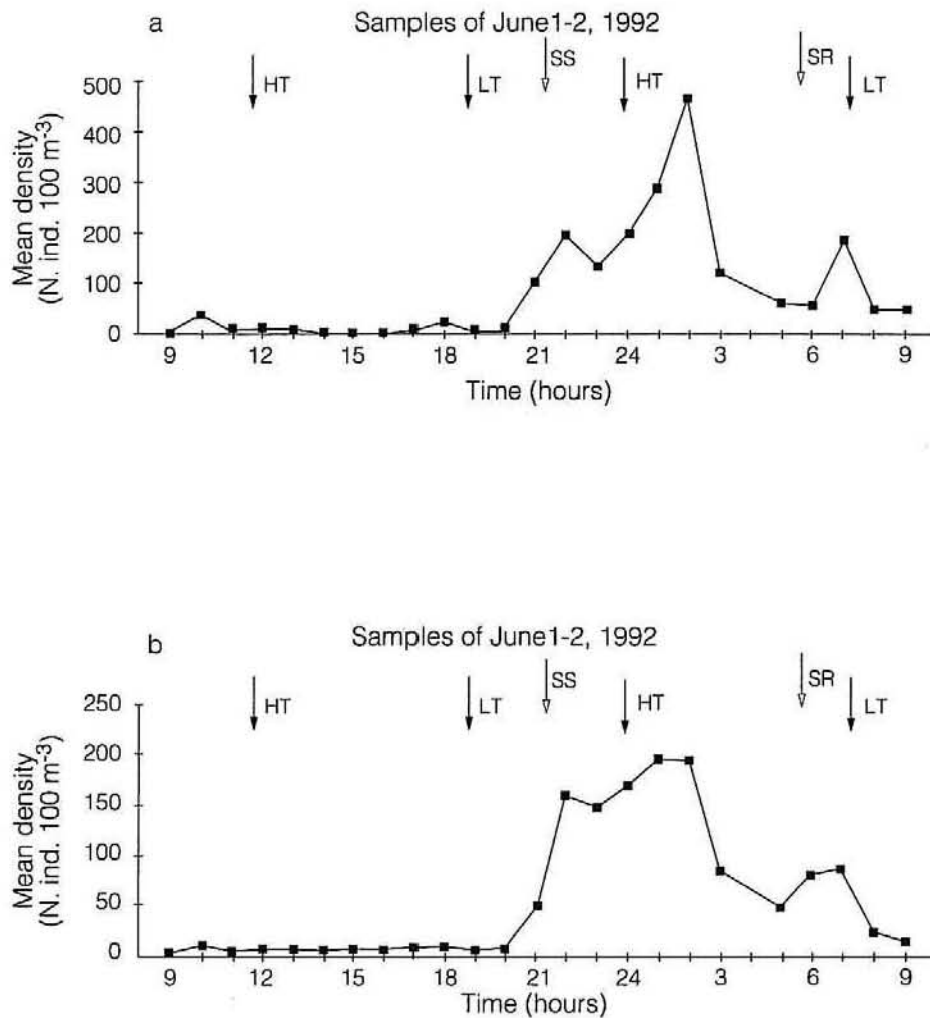 a
Samples of June1-2, 1992
HT
LT
SS
HT
SR
LT
500
400
300
200
100
0
Mean density
(N. ind. 100 m-3)
9 12 15 18 21 24 3 6 9
Time (hours)
b
Samples of June1-2, 1992
HT
LT
SS
HT
SR
LT
250
200
150
100
50
0
Mean density
(N. ind. 100 m-3)
9 12 15 18 21 24 3 6 9
Time (hours)